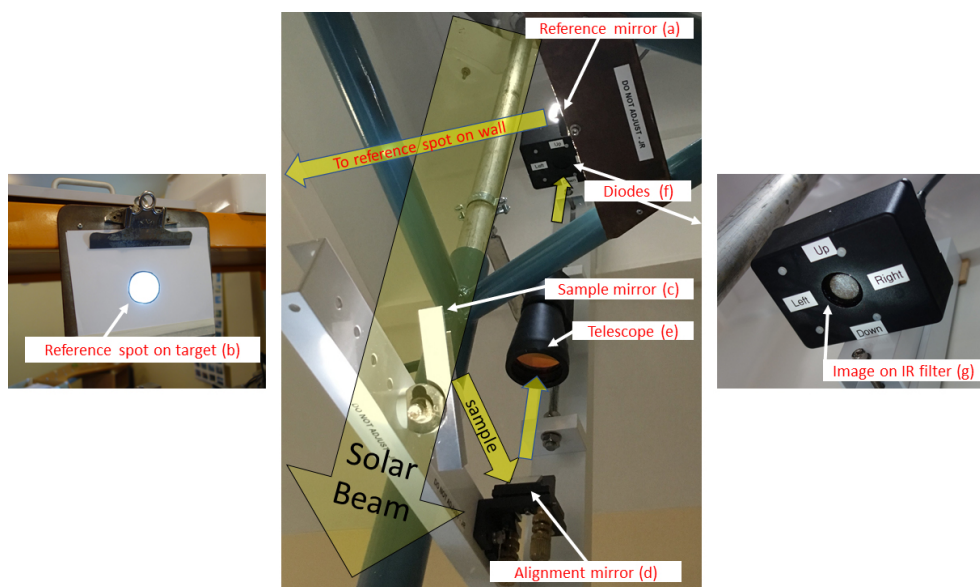 Reference mirror (a)
DO NOT ADJUST - JR
To reference spot on wall
Up
Left
Diodes (f)
Reference spot on target (b)
Sample mirror (c)
Telescope (e)
sample
DO NOT ADJUST
Solar
Beam
Alignment mirror (d)
Up
Right
Left
Down
Image on IR filter (g)